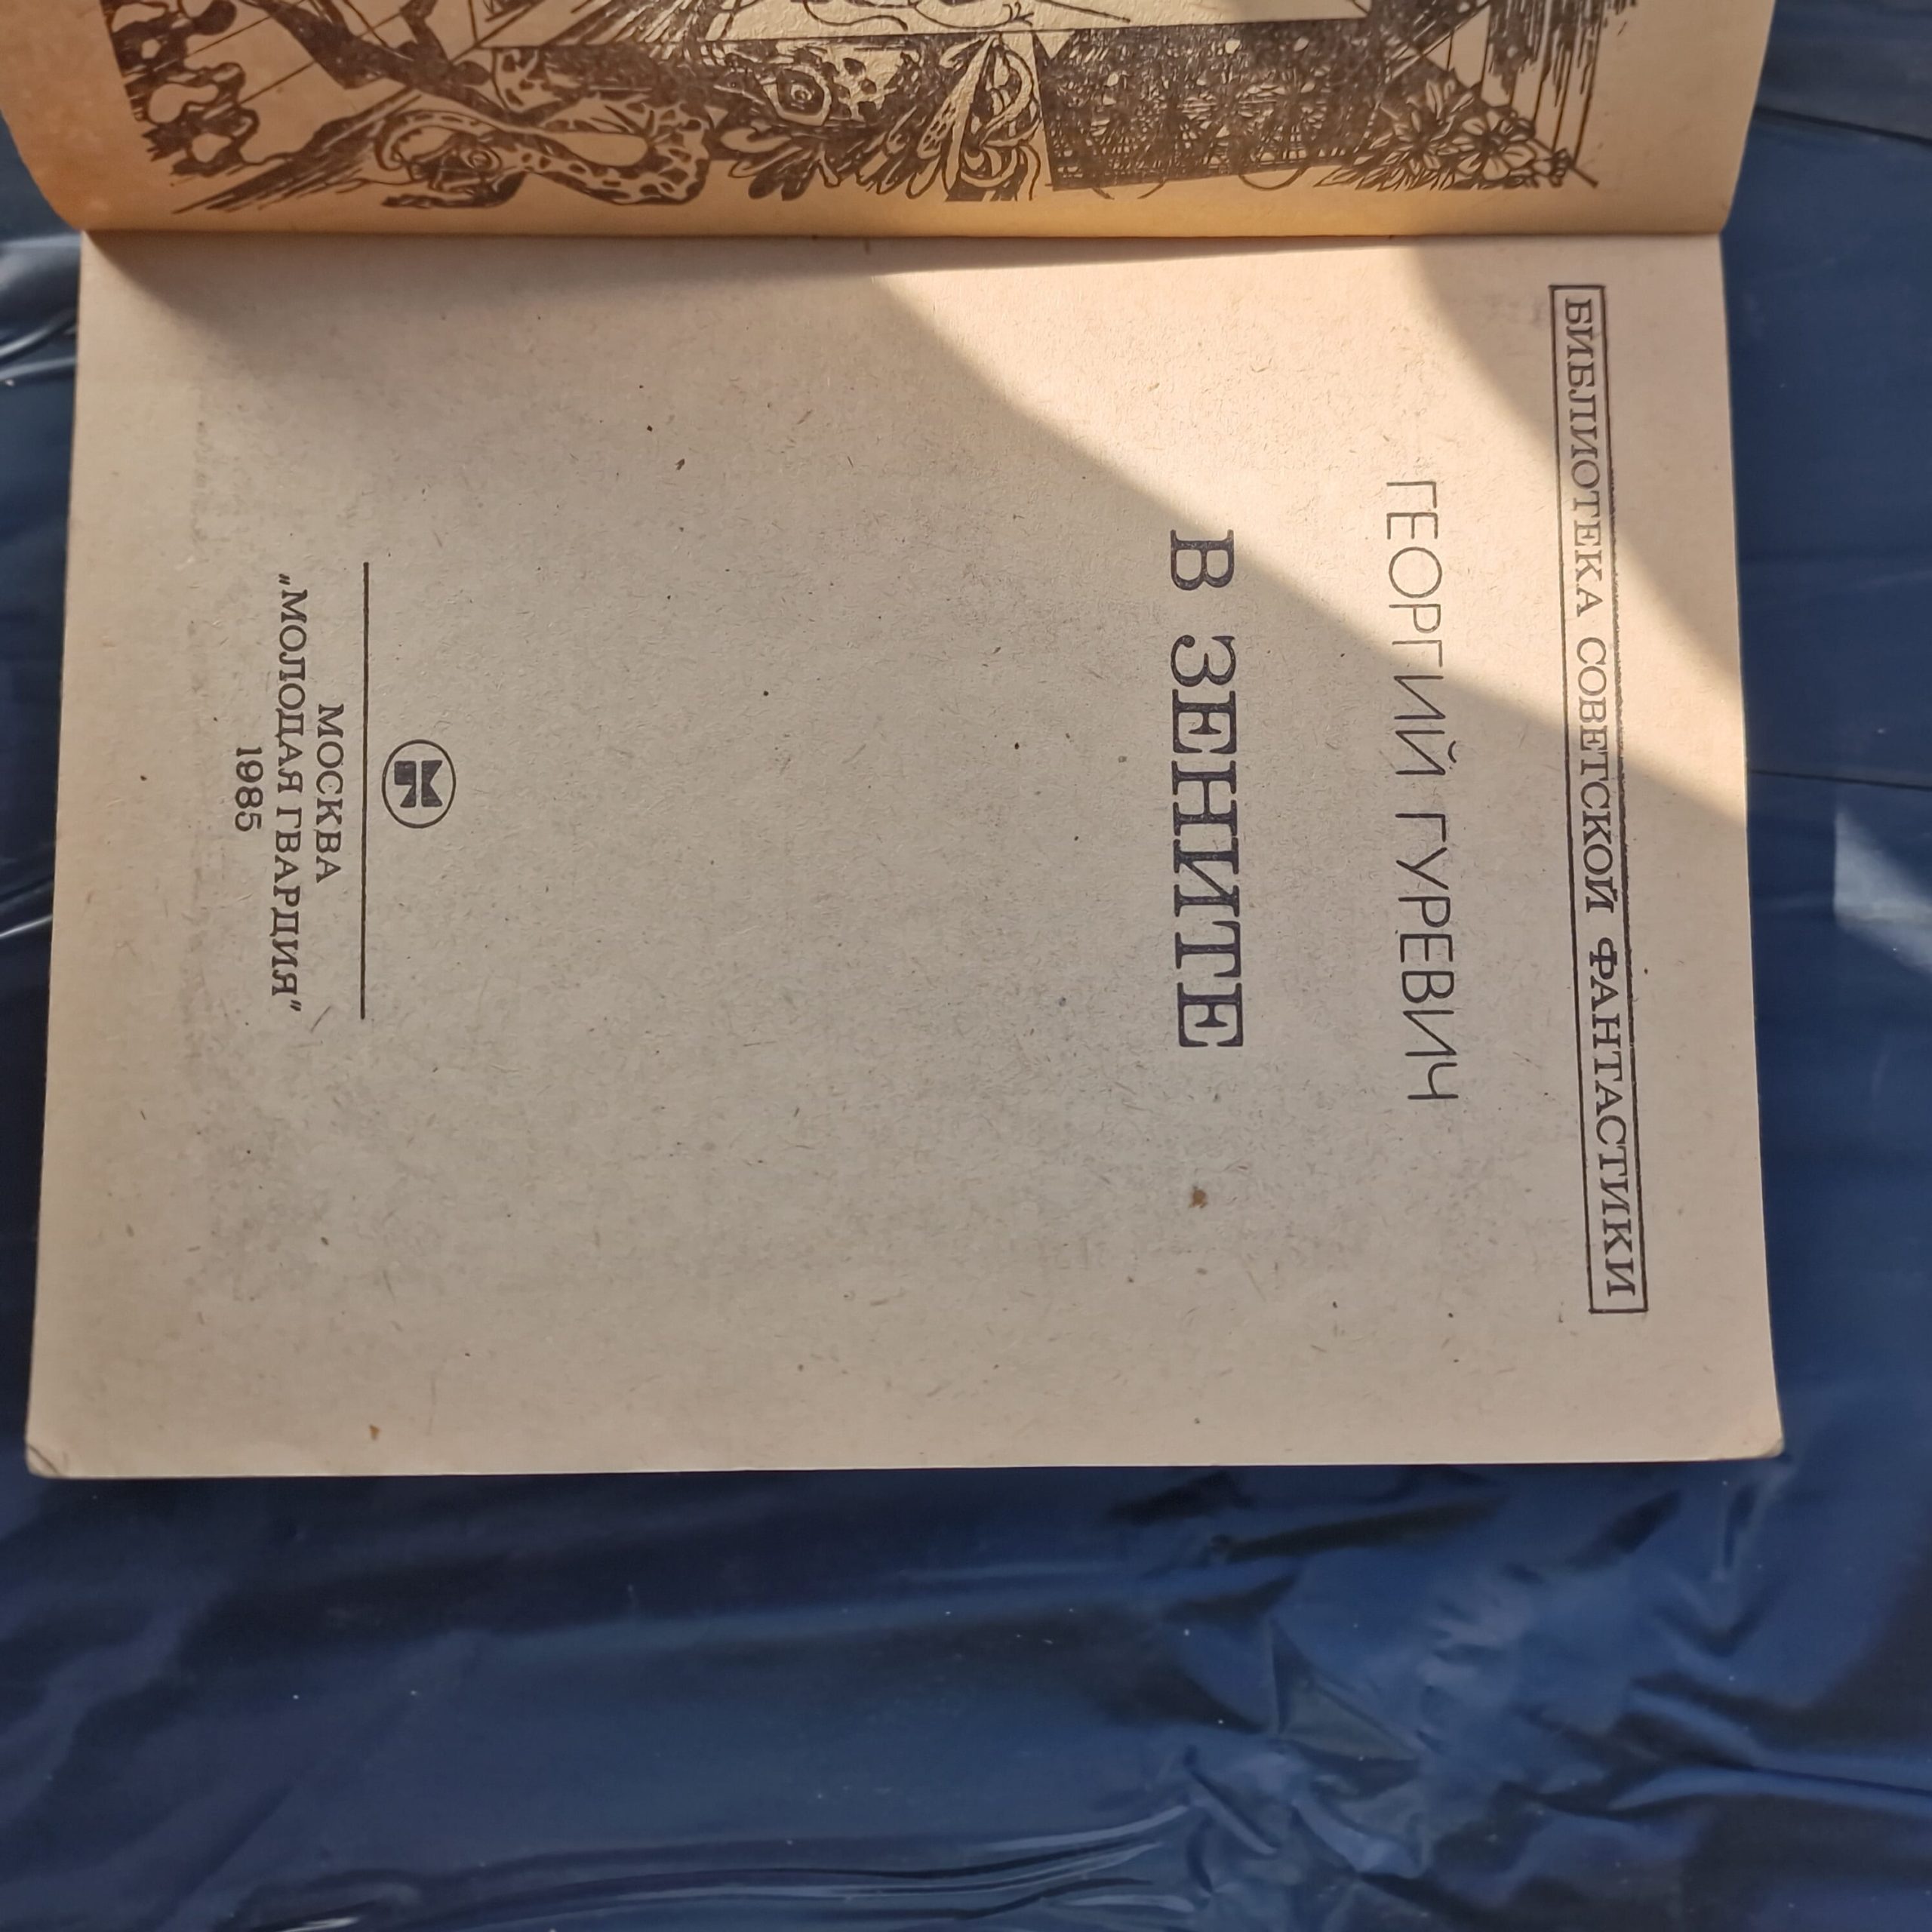 БИБЛИОТЕКА СОВЕТСКОЙ ФАНТАСТИКИ
ГЕОРГИЙ ГУРЕВИЧ
В ЗЕНИТЕ
МОСКВА
„МОЛОДАЯ ГВАРДИЯ"
1985